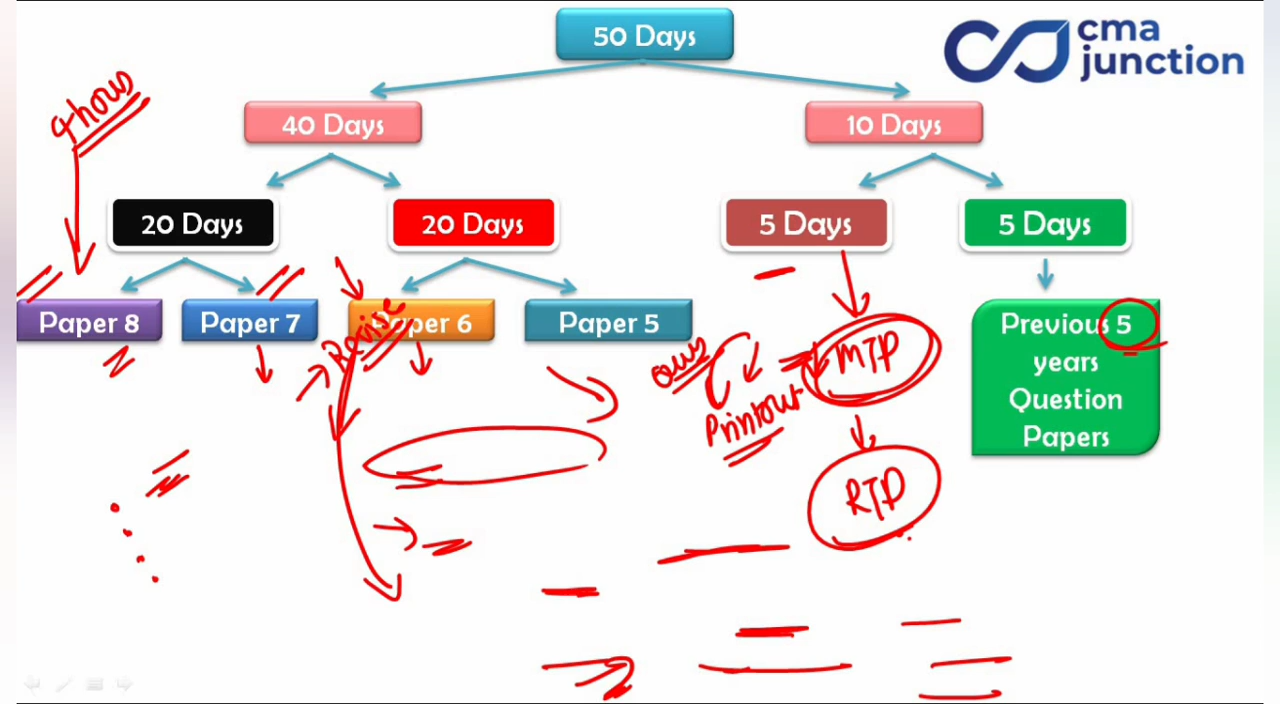 50 Days
cma
junction
4 hours
40 Days
10 Days
20 Days
20 Days
5 Days
5 Days
Paper 8
Paper 7
Paper 6
Paper 5
Revise
Printout
MTP
RTP
Previous 5
years
Question
Papers